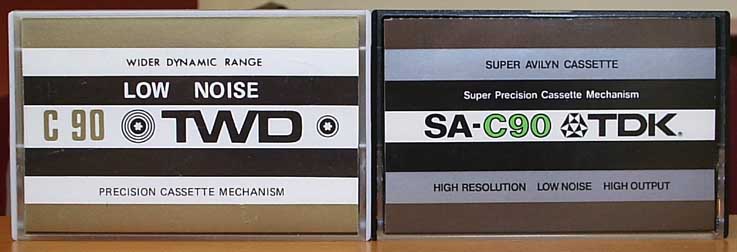 WIDER DYNAMIC RANGE
LOW NOISE
C 90 TWD
PRECISION CASSETTE MECHANISM
SUPER AVILYN CASSETTE
Super Precision Cassette Mechanism
SA-C90 TDK®
HIGH RESOLUTION LOW NOISE HIGH OUTPUT